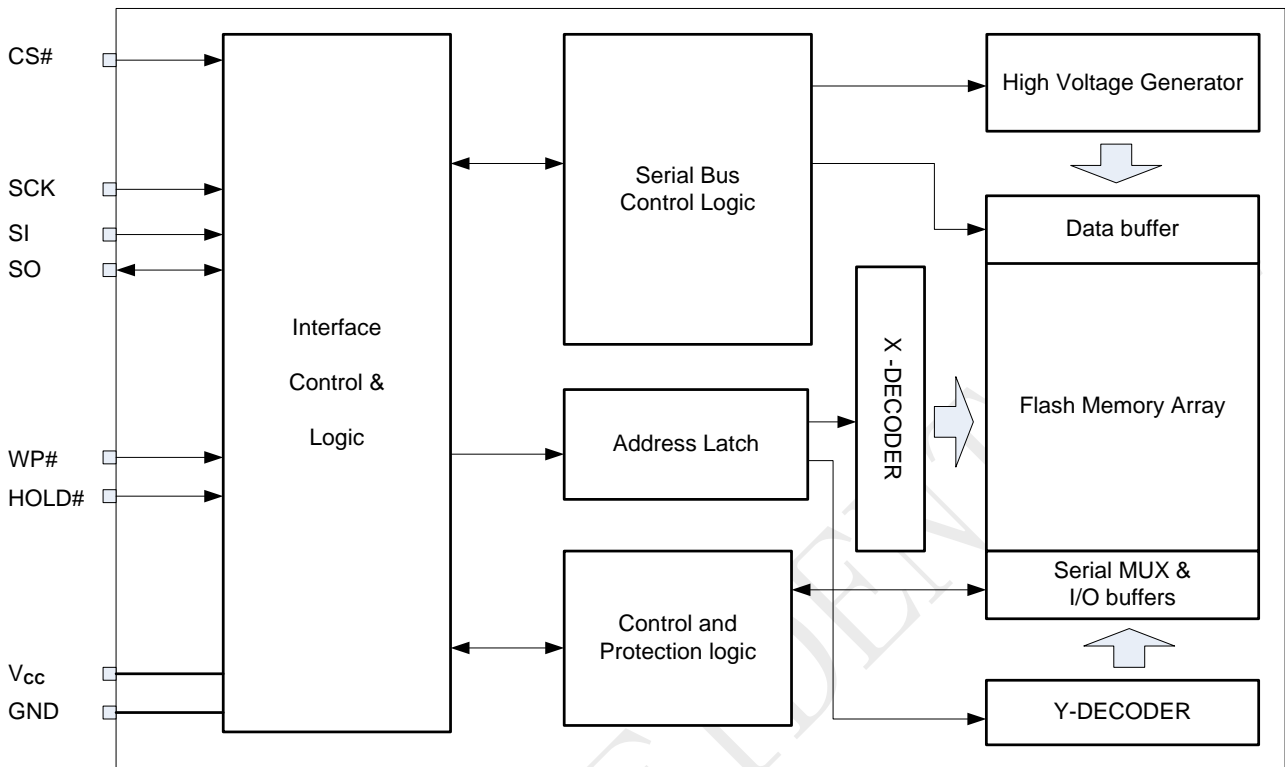 CS#
SCK
SI
SO
WP#
HOLD#
Vcc
GND
Interface
Control &
Logic
Serial Bus
Control Logic
Address Latch
Control and
Protection logic
X -DECODER
High Voltage Generator
Data buffer
Flash Memory Array
Serial MUX &
I/O buffers
Y-DECODER